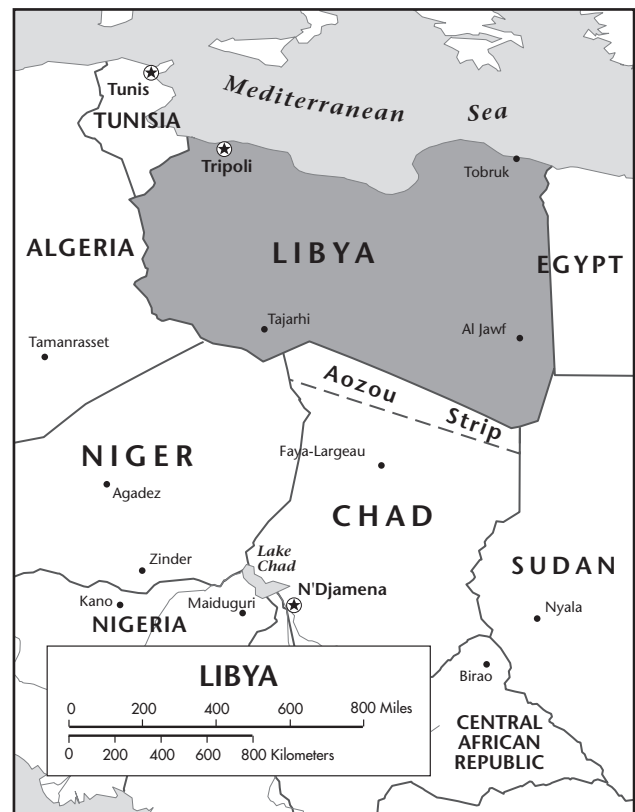 Mediterranean Sea
Tunis
TUNISIA
Tripoli
Tobruk
ALGERIA
LIBYA
EGYPT
Tajarhi
Al Jawf
Tamanrasset
Aozou Strip
NIGER
Faya-Largeau
Agadez
CHAD
Lake
Chad
Zinder
SUDAN
N'Djamena
Kano
Maiduguri
Nyala
NIGERIA
Birao
CENTRAL
AFRICAN
REPUBLIC
LIBYA
0 200 400 600 800 Miles
0 200 400 600 800 Kilometers